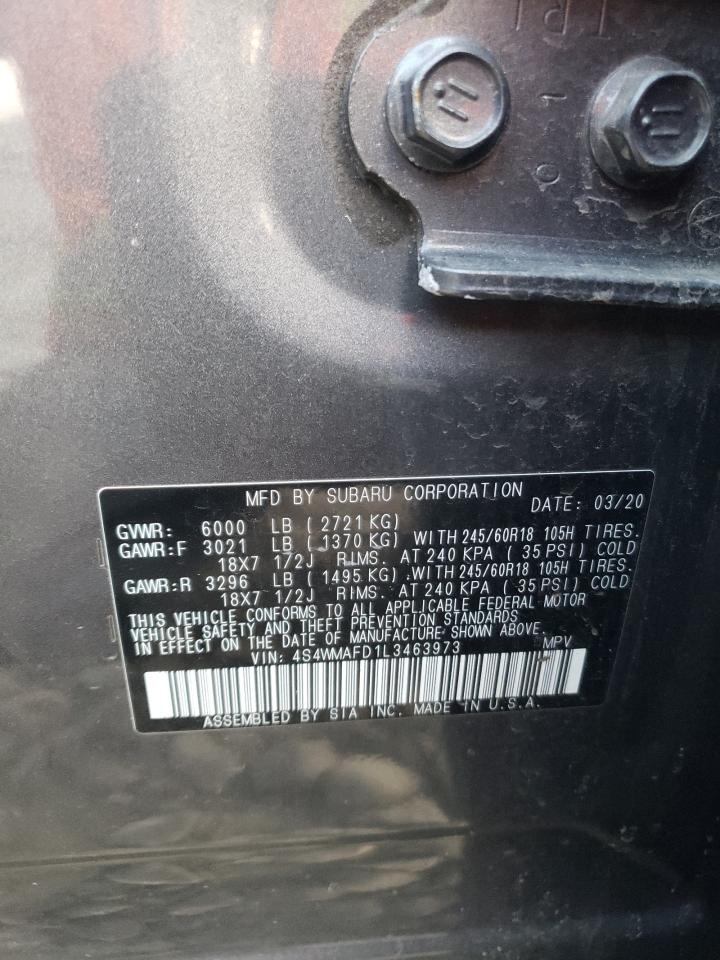 TRI
0 1
MFD BY SUBARU CORPORATION DATE: 03/20
GVWR: 6000 LB ( 2721 KG)
GAWR:F 3021 LB ( 1370 KG) WITH 245/60R18 105H TIRES.
18X7 1/2J RIMS. AT 240 KPA ( 35 PSI) COLD
GAWR:R 3296 LB ( 1495 KG) WITH 245/60R18 105H TIRES.
18X7 1/2J RIMS. AT 240 KPA ( 35 PSI) COLD
THIS VEHICLE CONFORMS TO ALL APPLICABLE FEDERAL MOTOR
VEHICLE SAFETY AND THEFT PREVENTION STANDARDS
IN EFFECT ON THE DATE OF MANUFACTURE SHOWN ABOVE.
VIN: 4S4WMAFD1L3463973 MPV
ASSEMBLED BY SIA INC. MADE IN U.S.A.